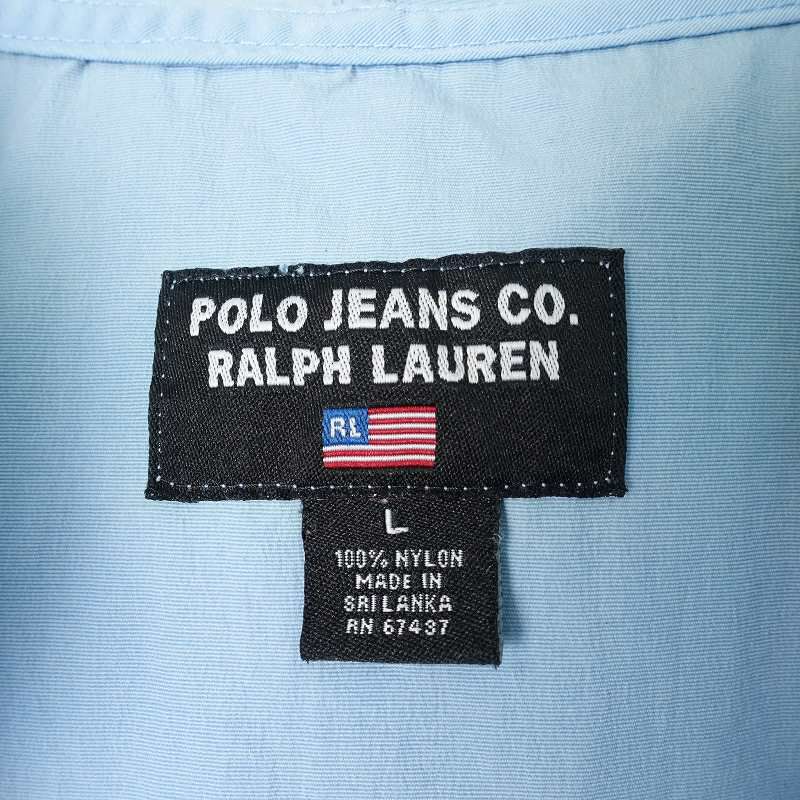 POLO JEANS CO.
RALPH LAUREN
RL
L
100% NYLON
MADE IN
SRI LANKA
RN 67437